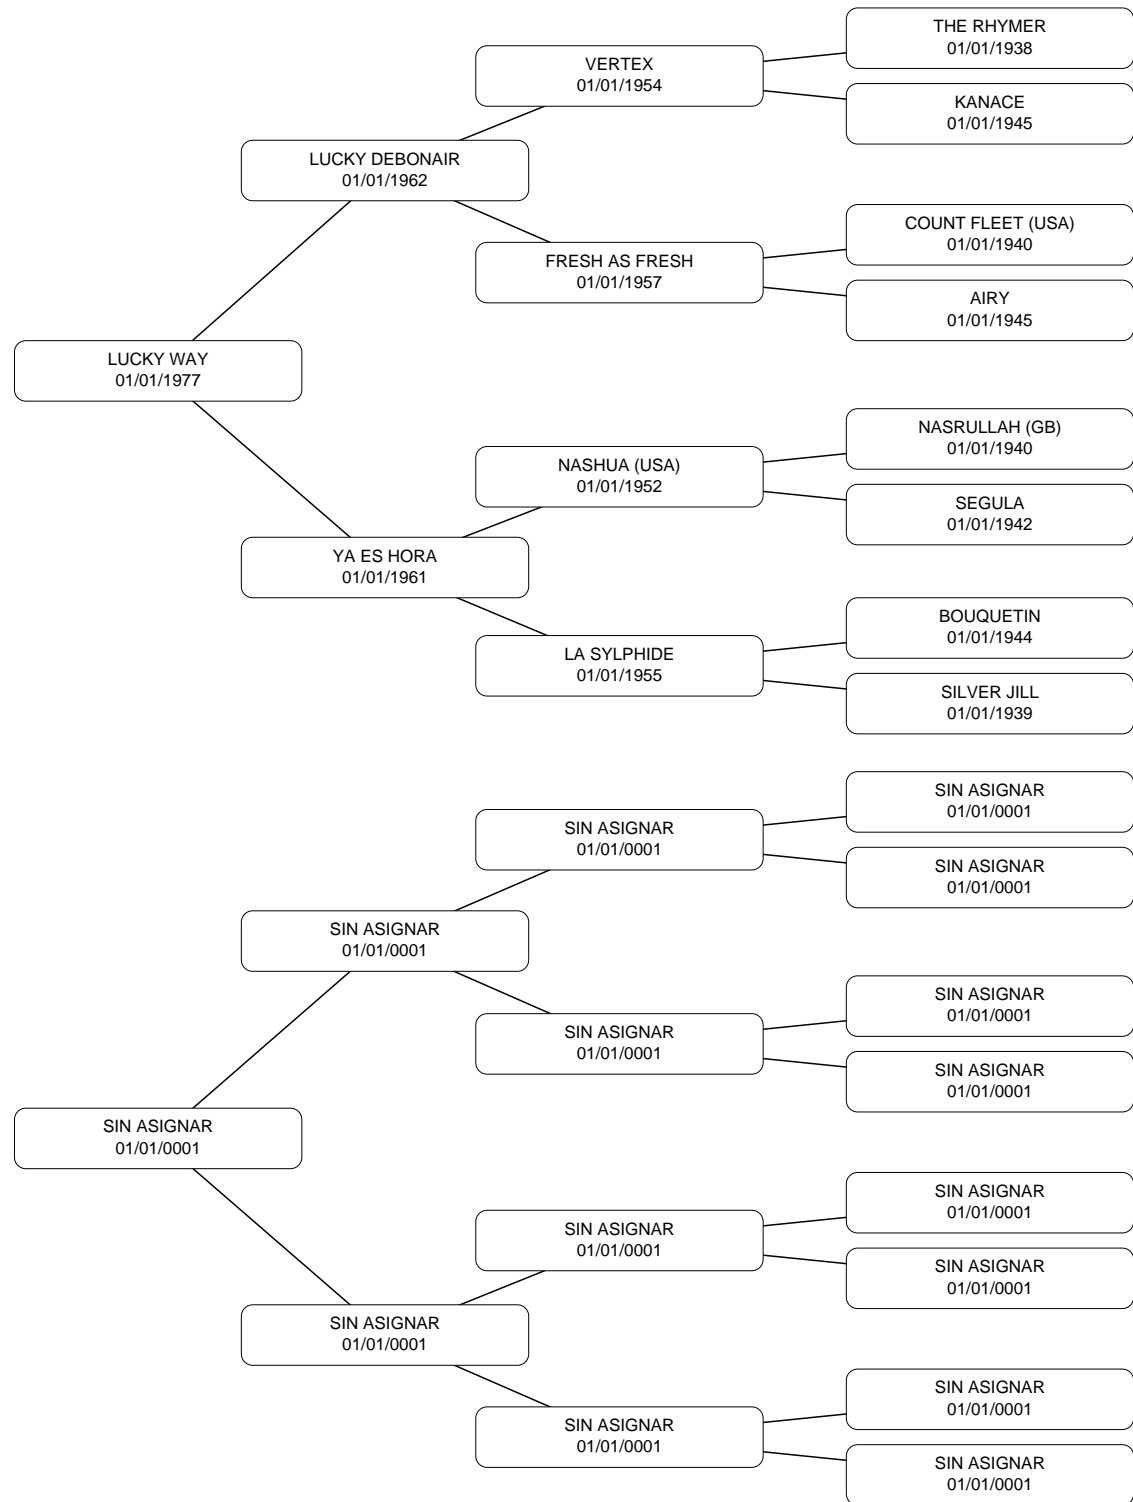 THE RHYMER
01/01/1938
VERTEX
01/01/1954
KANACE
01/01/1945
LUCKY DEBONAIR
01/01/1962
COUNT FLEET (USA)
01/01/1940
FRESH AS FRESH
01/01/1957
AIRY
01/01/1945
LUCKY WAY
01/01/1977
NASRULLAH (GB)
01/01/1940
NASHUA (USA)
01/01/1952
SEGULA
01/01/1942
YA ES HORA
01/01/1961
BOUQUETIN
01/01/1944
LA SYLPHIDE
01/01/1955
SILVER JILL
01/01/1939
SIN ASIGNAR
01/01/0001
SIN ASIGNAR
01/01/0001
SIN ASIGNAR
01/01/0001
SIN ASIGNAR
01/01/0001
SIN ASIGNAR
01/01/0001
SIN ASIGNAR
01/01/0001
SIN ASIGNAR
01/01/0001
SIN ASIGNAR
01/01/0001
SIN ASIGNAR
01/01/0001
SIN ASIGNAR
01/01/0001
SIN ASIGNAR
01/01/0001
SIN ASIGNAR
01/01/0001
SIN ASIGNAR
01/01/0001
SIN ASIGNAR
01/01/0001
SIN ASIGNAR
01/01/0001